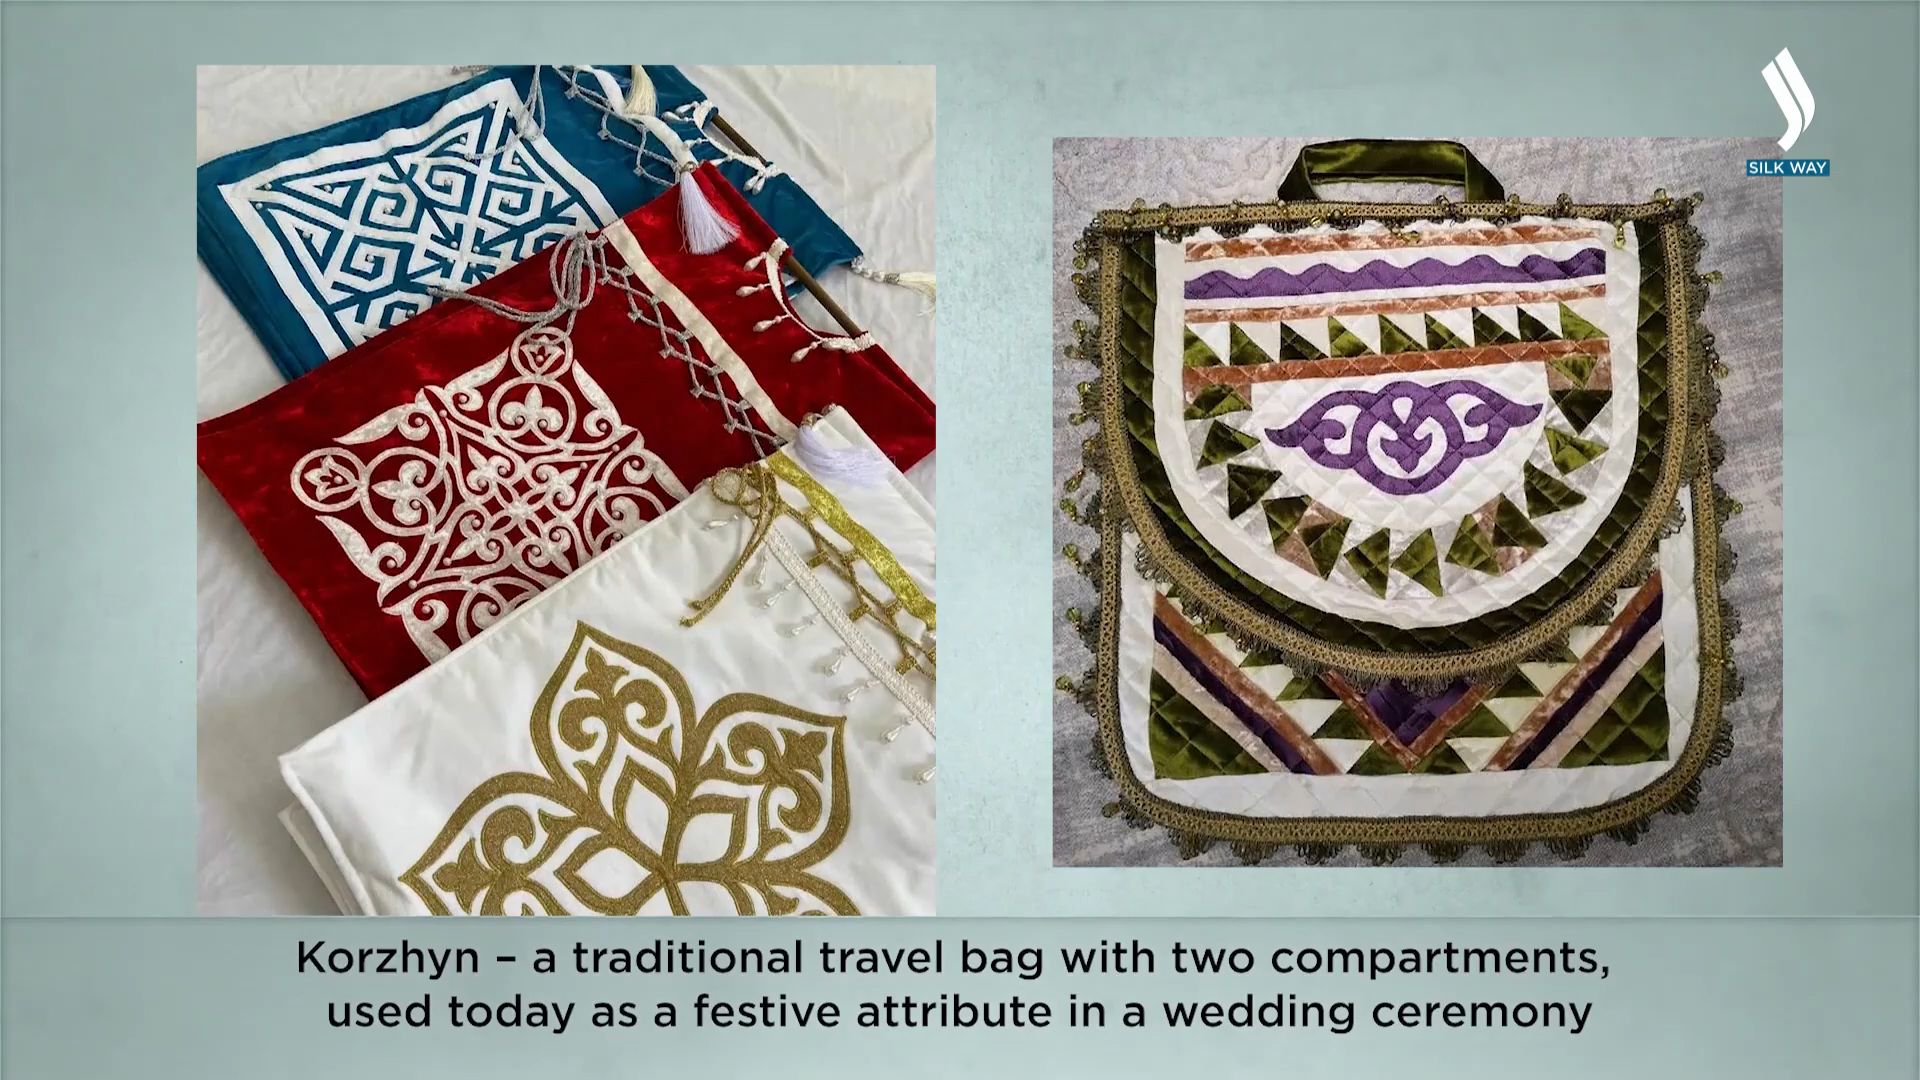 SILK WAY
Korzhyn – a traditional travel bag with two compartments,
used today as a festive attribute in a wedding ceremony